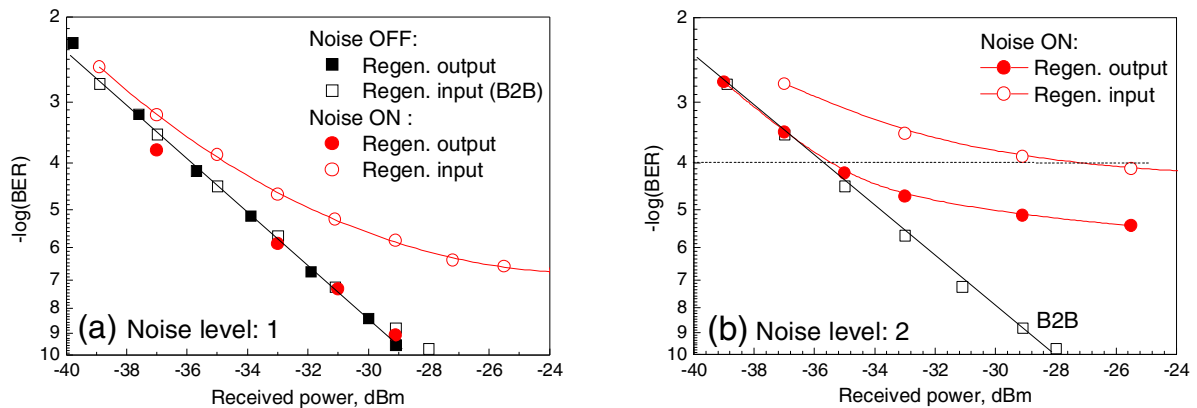 2
3
4
5
6
7
8
9
10
-log(BER)
Noise OFF:
Regen. output
Regen. input (B2B)
Noise ON :
Regen. output
Regen. input
(a) Noise level: 1
-40 -38 -36 -34 -32 -30 -28 -26 -24
Received power, dBm
2
3
4
5
6
7
8
9
10
-log(BER)
Noise ON:
Regen. output
Regen. input
B2B
(b) Noise level: 2
-40 -38 -36 -34 -32 -30 -28 -26 -24
Received power, dBm